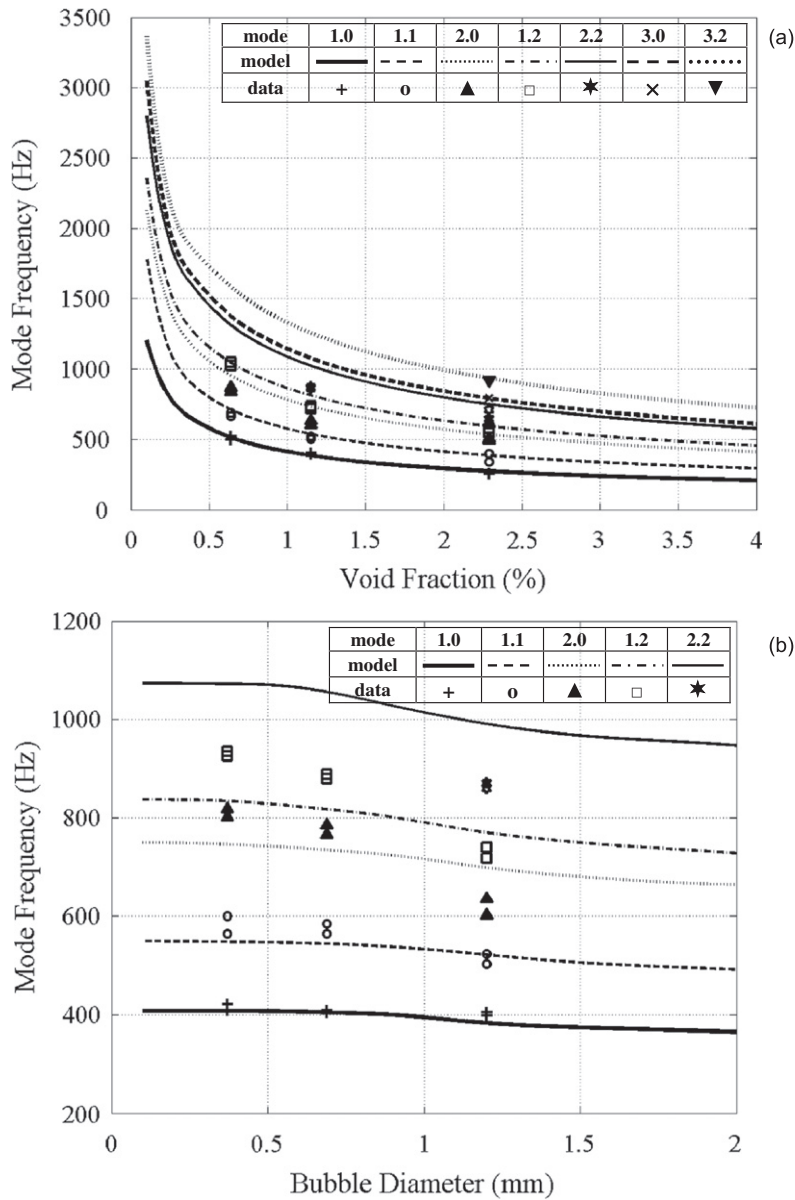 (a)
mode 1.0 1.1 2.0 1.2 2.2 3.0 3.2
model
data
3500
3000
2500
2000
1500
1000
500
0
Mode Frequency (Hz)
0 0.5 1 1.5 2 2.5 3 3.5 4
Void Fraction (%)
(b)
mode 1.0 1.1 2.0 1.2 2.2
model
data
1200
1000
800
600
400
200
Mode Frequency (Hz)
0 0.5 1 1.5 2
Bubble Diameter (mm)